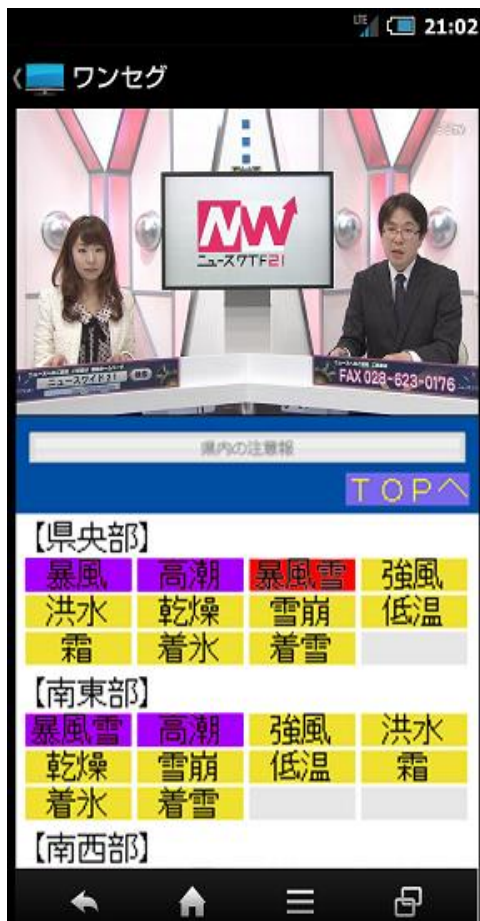 LTE 21:02
ワンセグ
NW
ニュースワイド21
FAX 028-623-0176
県内の注意報
TOPへ
【県央部】
暴風 高潮 暴風雪 強風
洪水 乾燥 雪崩 低温
霜 着氷 着雪
【南東部】
暴風雪 高潮 強風 洪水
乾燥 雪崩 低温 霜
着氷 着雪
【南西部】